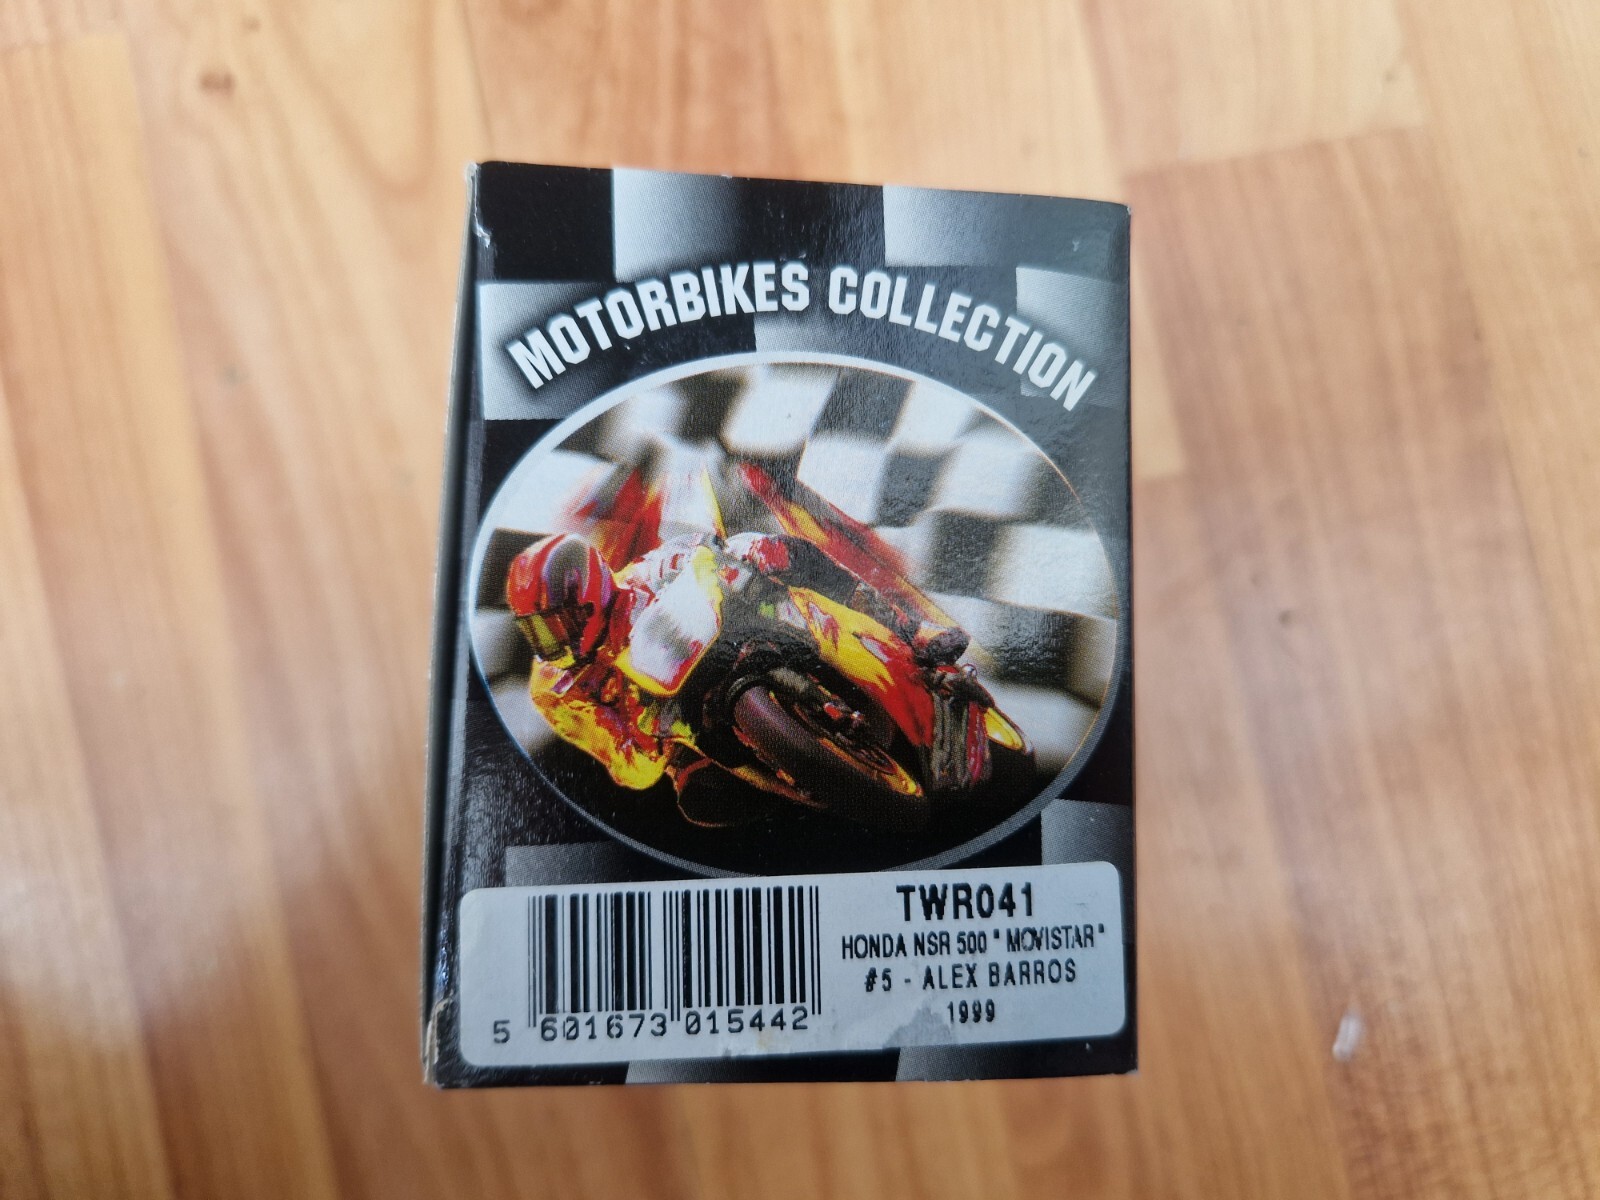 MOTORBIKES COLLECTION
TWR041
HONDA NSR 500 " MOVISTAR "
#5 - ALEX BARROS
1999
5 601673 015442